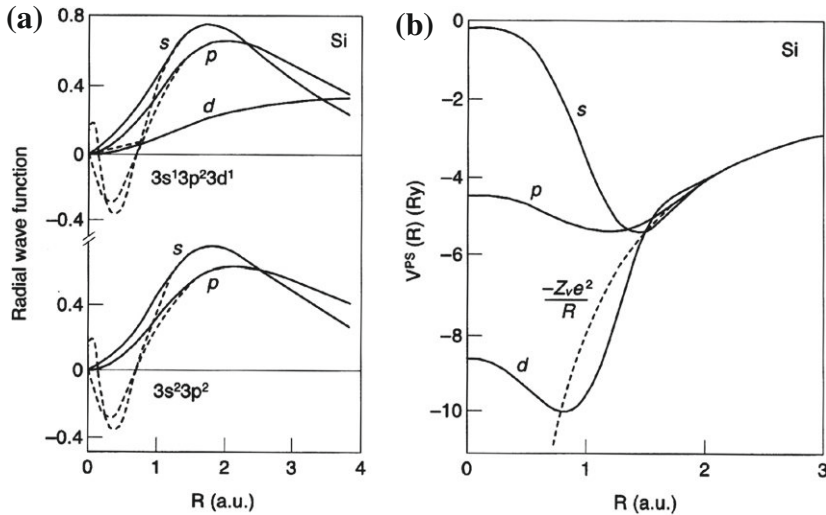 (a)
Radial wave function
0.8
0.4
0
−0.4
0.4
0
−0.4
Si
s
p
d
3s¹3p²3d¹
s
p
3s²3p²
0 1 2 3 4
R (a.u.)
(b)
V^PS (R) (Ry)
0
−2
−4
−6
−8
−10
Si
s
p
−Zᵥe²
R
d
0 1 2 3
R (a.u.)